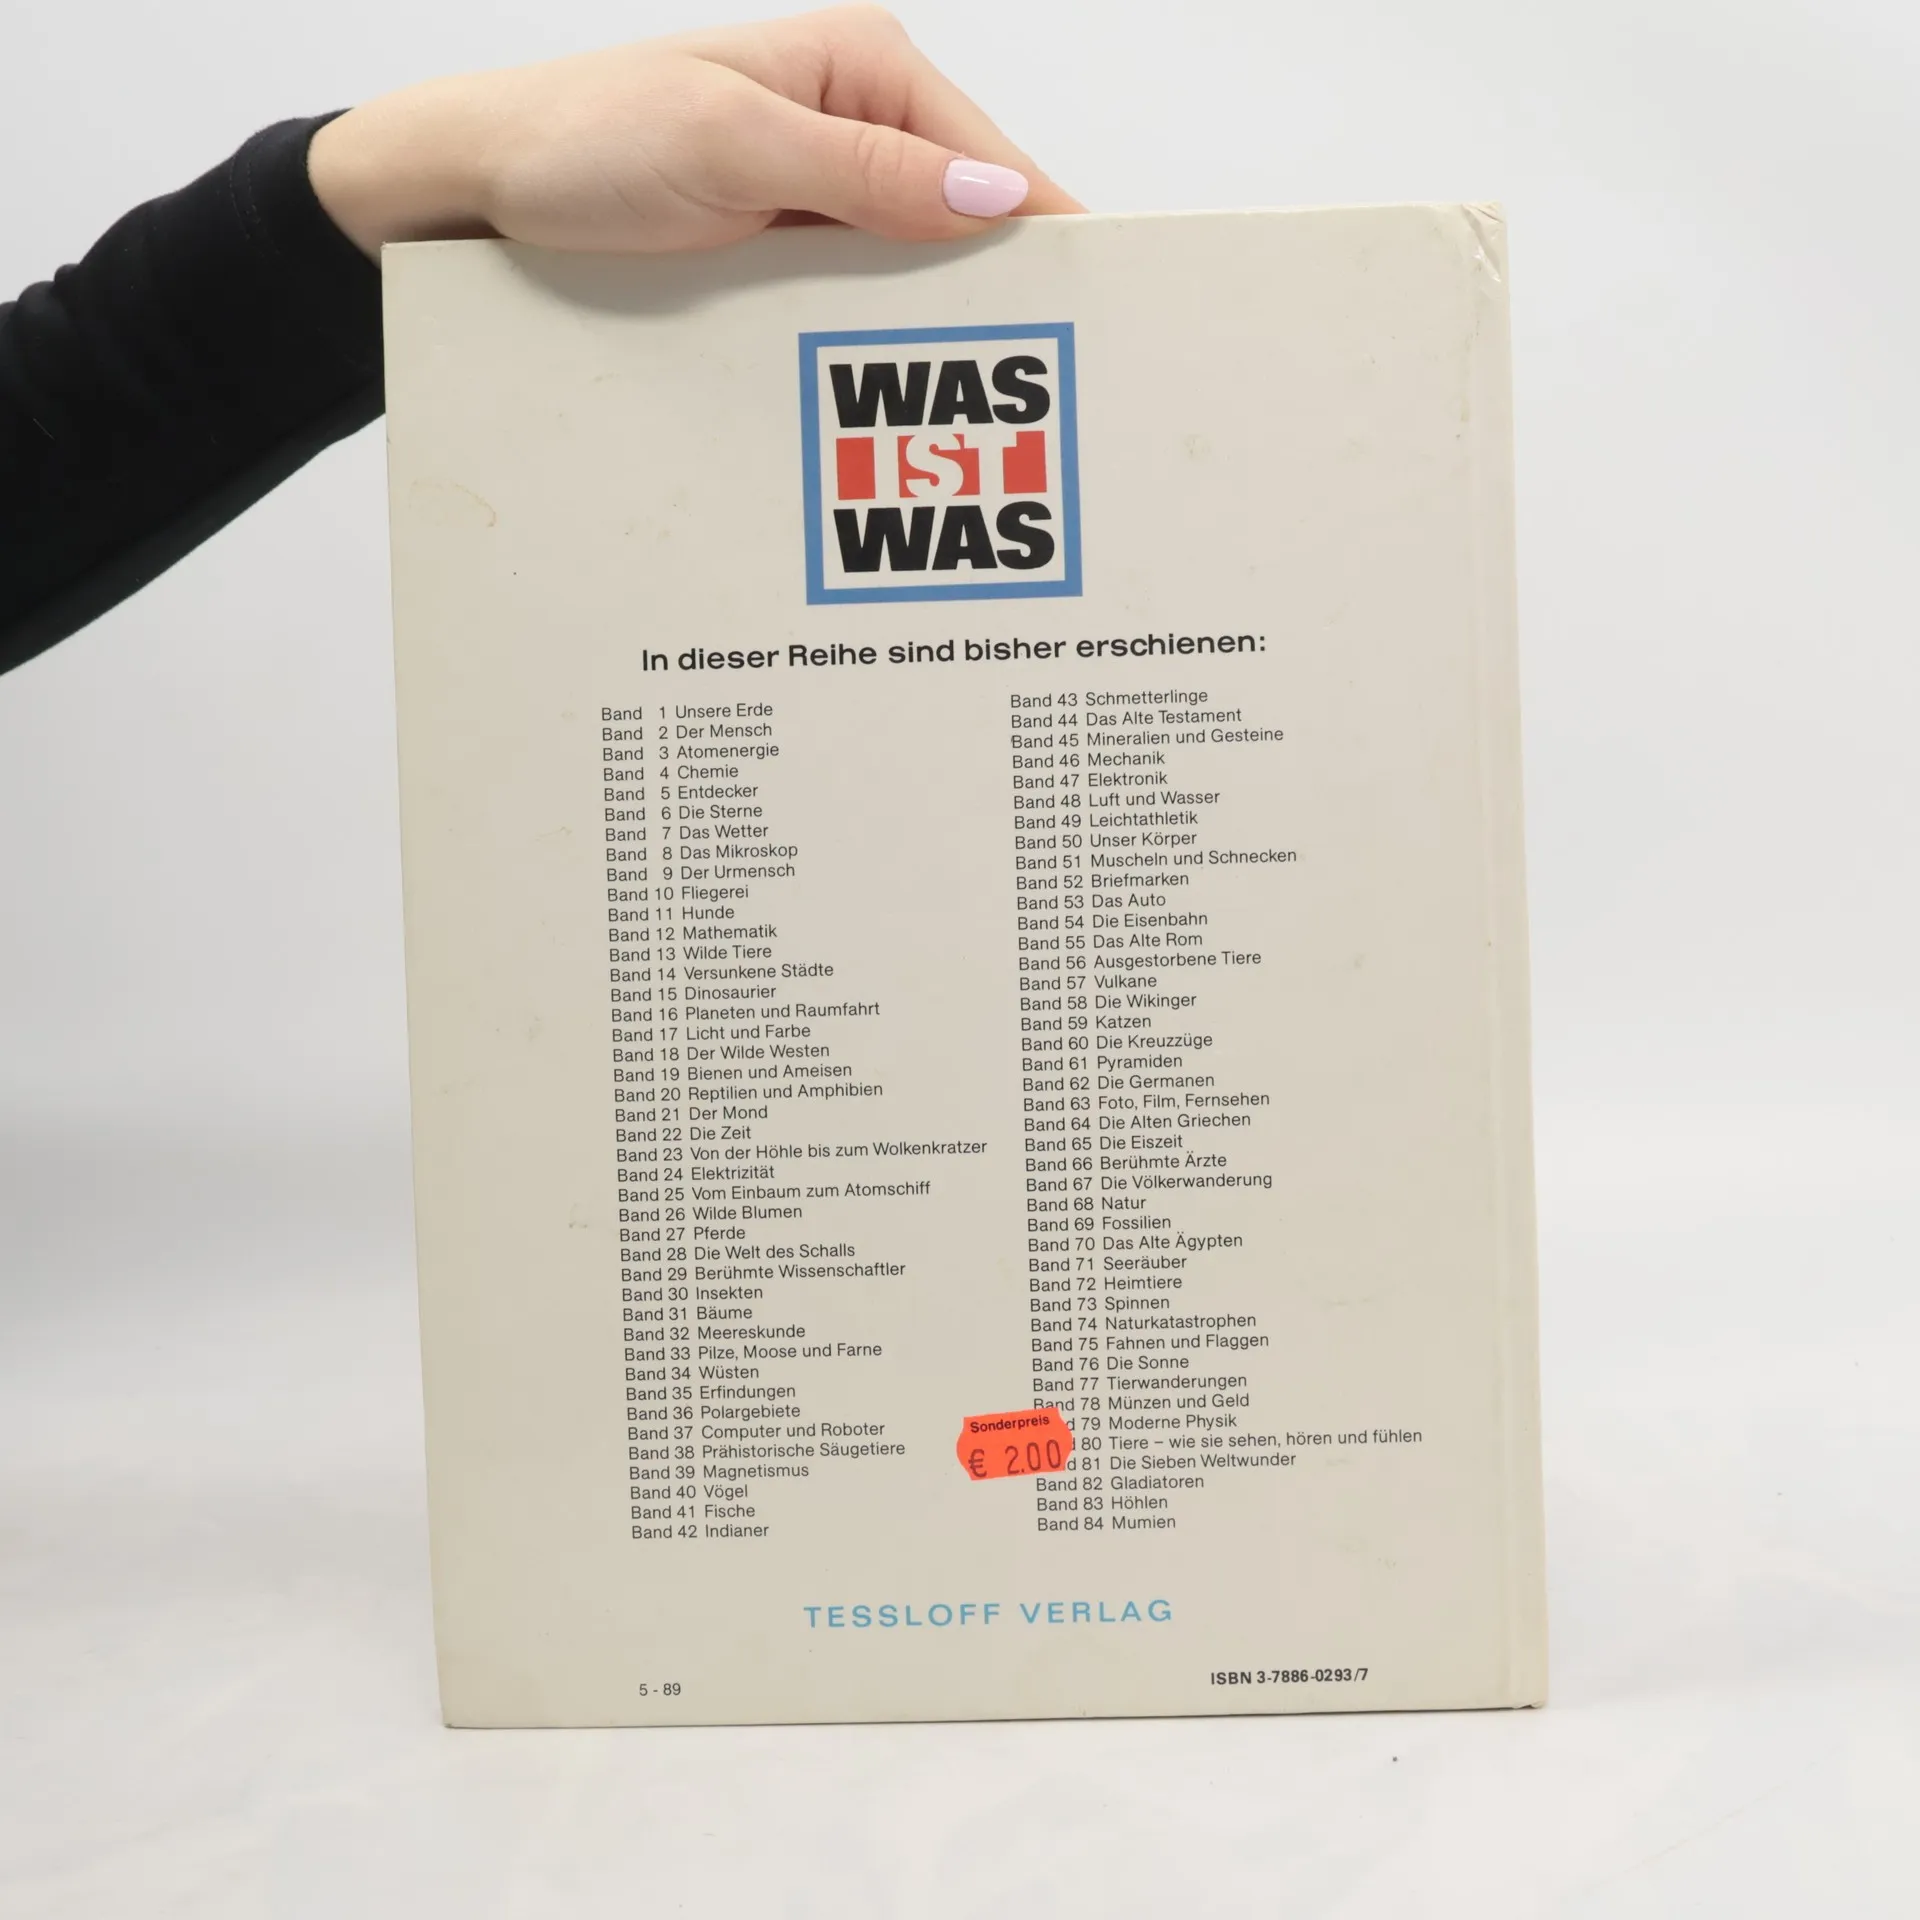 WAS
IST
WAS
In dieser Reihe sind bisher erschienen:
Band 1 Unsere Erde
Band 2 Der Mensch
Band 3 Atomenergie
Band 4 Chemie
Band 5 Entdecker
Band 6 Die Sterne
Band 7 Das Wetter
Band 8 Das Mikroskop
Band 9 Der Urmensch
Band 10 Fliegerei
Band 11 Hunde
Band 12 Mathematik
Band 13 Wilde Tiere
Band 14 Versunkene Städte
Band 15 Dinosaurier
Band 16 Planeten und Raumfahrt
Band 17 Licht und Farbe
Band 18 Der Wilde Westen
Band 19 Bienen und Ameisen
Band 20 Reptilien und Amphibien
Band 21 Der Mond
Band 22 Die Zeit
Band 23 Von der Höhle bis zum Wolkenkratzer
Band 24 Elektrizität
Band 25 Vom Einbaum zum Atomschiff
Band 26 Wilde Blumen
Band 27 Pferde
Band 28 Die Welt des Schalls
Band 29 Berühmte Wissenschaftler
Band 30 Insekten
Band 31 Bäume
Band 32 Meereskunde
Band 33 Pilze, Moose und Farne
Band 34 Wüsten
Band 35 Erfindungen
Band 36 Polargebiete
Band 37 Computer und Roboter
Band 38 Prähistorische Säugetiere
Band 39 Magnetismus
Band 40 Vögel
Band 41 Fische
Band 42 Indianer
Band 43 Schmetterlinge
Band 44 Das Alte Testament
Band 45 Mineralien und Gesteine
Band 46 Mechanik
Band 47 Elektronik
Band 48 Luft und Wasser
Band 49 Leichtathletik
Band 50 Unser Körper
Band 51 Muscheln und Schnecken
Band 52 Briefmarken
Band 53 Das Auto
Band 54 Die Eisenbahn
Band 55 Das Alte Rom
Band 56 Ausgestorbene Tiere
Band 57 Vulkane
Band 58 Die Wikinger
Band 59 Katzen
Band 60 Die Kreuzzüge
Band 61 Pyramiden
Band 62 Die Germanen
Band 63 Foto, Film, Fernsehen
Band 64 Die Alten Griechen
Band 65 Die Eiszeit
Band 66 Berühmte Ärzte
Band 67 Die Völkerwanderung
Band 68 Natur
Band 69 Fossilien
Band 70 Das Alte Ägypten
Band 71 Seeräuber
Band 72 Heimtiere
Band 73 Spinnen
Band 74 Naturkatastrophen
Band 75 Fahnen und Flaggen
Band 76 Die Sonne
Band 77 Tierwanderungen
Band 78 Münzen und Geld
d 79 Moderne Physik
80 Tiere – wie sie sehen, hören und fühlen
d 81 Die Sieben Weltwunder
Band 82 Gladiatoren
Band 83 Höhlen
Band 84 Mumien
Sonderpreis
€ 2.00
TESSLOFF VERLAG
5 - 89
ISBN 3-7886-0293/7